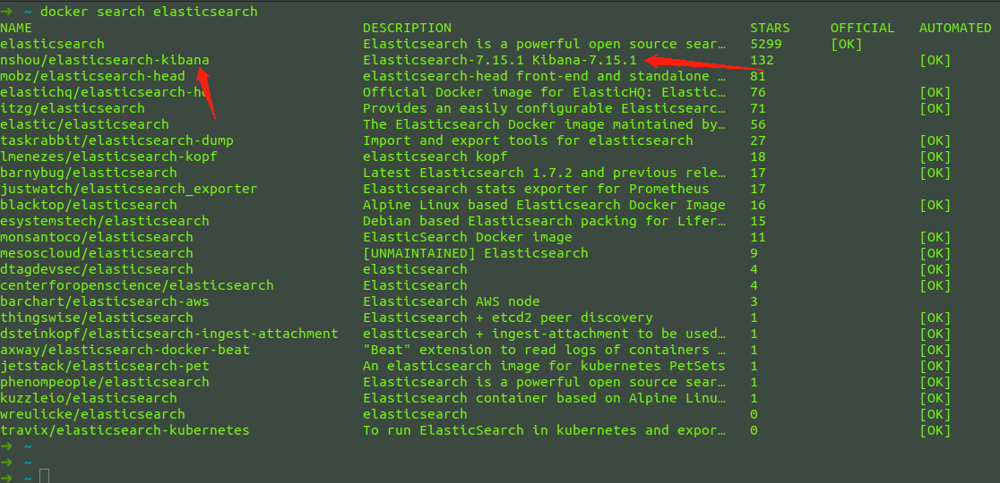 ➜ ~ docker search elasticsearch
NAME DESCRIPTION STARS OFFICIAL AUTOMATED
elasticsearch Elasticsearch is a powerful open source sear… 5299 [OK]
nshou/elasticsearch-kibana Elasticsearch-7.15.1 Kibana-7.15.1 132 [OK]
mobz/elasticsearch-head elasticsearch-head front-end and standalone … 81
elastichq/elasticsearch-hq Official Docker image for ElasticHQ: Elastic… 76 [OK]
itzg/elasticsearch Provides an easily configurable Elasticsearc… 71 [OK]
elastic/elasticsearch The Elasticsearch Docker image maintained by… 56
taskrabbit/elasticsearch-dump Import and export tools for elasticsearch 27 [OK]
lmenezes/elasticsearch-kopf elasticsearch kopf 18 [OK]
barnybug/elasticsearch Latest Elasticsearch 1.7.2 and previous rele… 17 [OK]
justwatch/elasticsearch_exporter Elasticsearch stats exporter for Prometheus 17
blacktop/elasticsearch Alpine Linux based Elasticsearch Docker Image 16 [OK]
esystemstech/elasticsearch Debian based Elasticsearch packing for Lifer… 15
monsantoco/elasticsearch ElasticSearch Docker image 11 [OK]
mesoscloud/elasticsearch [UNMAINTAINED] Elasticsearch 9 [OK]
dtagdevsec/elasticsearch elasticsearch 4 [OK]
centerforopenscience/elasticsearch Elasticsearch 4 [OK]
barchart/elasticsearch-aws Elasticsearch AWS node 3
thingswise/elasticsearch Elasticsearch + etcd2 peer discovery 1 [OK]
dsteinkopf/elasticsearch-ingest-attachment elasticsearch + ingest-attachment to be used… 1 [OK]
axway/elasticsearch-docker-beat "Beat" extension to read logs of containers … 1 [OK]
jetstack/elasticsearch-pet An elasticsearch image for kubernetes PetSets 1 [OK]
phenompeople/elasticsearch Elasticsearch is a powerful open source sear… 1 [OK]
kuzzleio/elasticsearch Elasticsearch container based on Alpine Linu… 1 [OK]
wreulicke/elasticsearch elasticsearch 0 [OK]
travix/elasticsearch-kubernetes To run ElasticSearch in kubernetes and expor… 0 [OK]
➜ ~
➜ ~
➜ ~